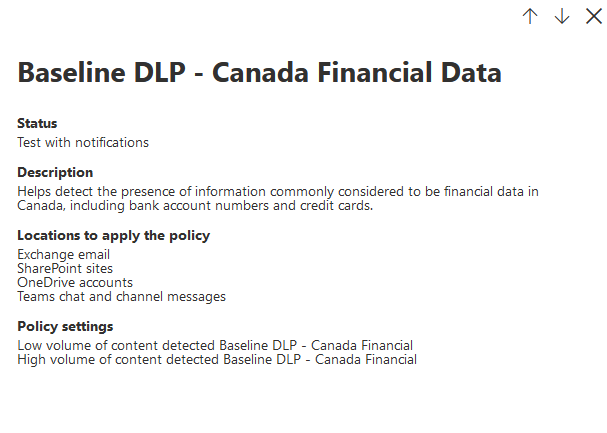 Baseline DLP - Canada Financial Data
Status
Test with notifications
Description
Helps detect the presence of information commonly considered to be financial data in
Canada, including bank account numbers and credit cards.
Locations to apply the policy
Exchange email
SharePoint sites
OneDrive accounts
Teams chat and channel messages
Policy settings
Low volume of content detected Baseline DLP - Canada Financial
High volume of content detected Baseline DLP - Canada Financial